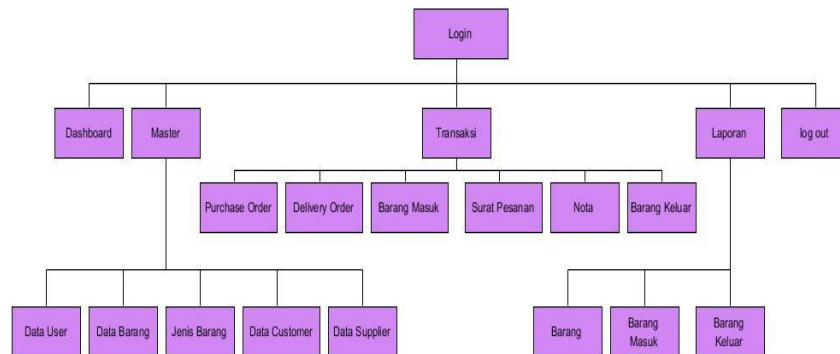 Login
Dashboard
Master
Transaksi
Laporan
log out
Purchase Order
Delivery Order
Barang Masuk
Surat Pesanan
Nota
Barang Keluar
Data User
Data Barang
Jenis Barang
Data Customer
Data Supplier
Barang
Barang
Masuk
Barang
Keluar